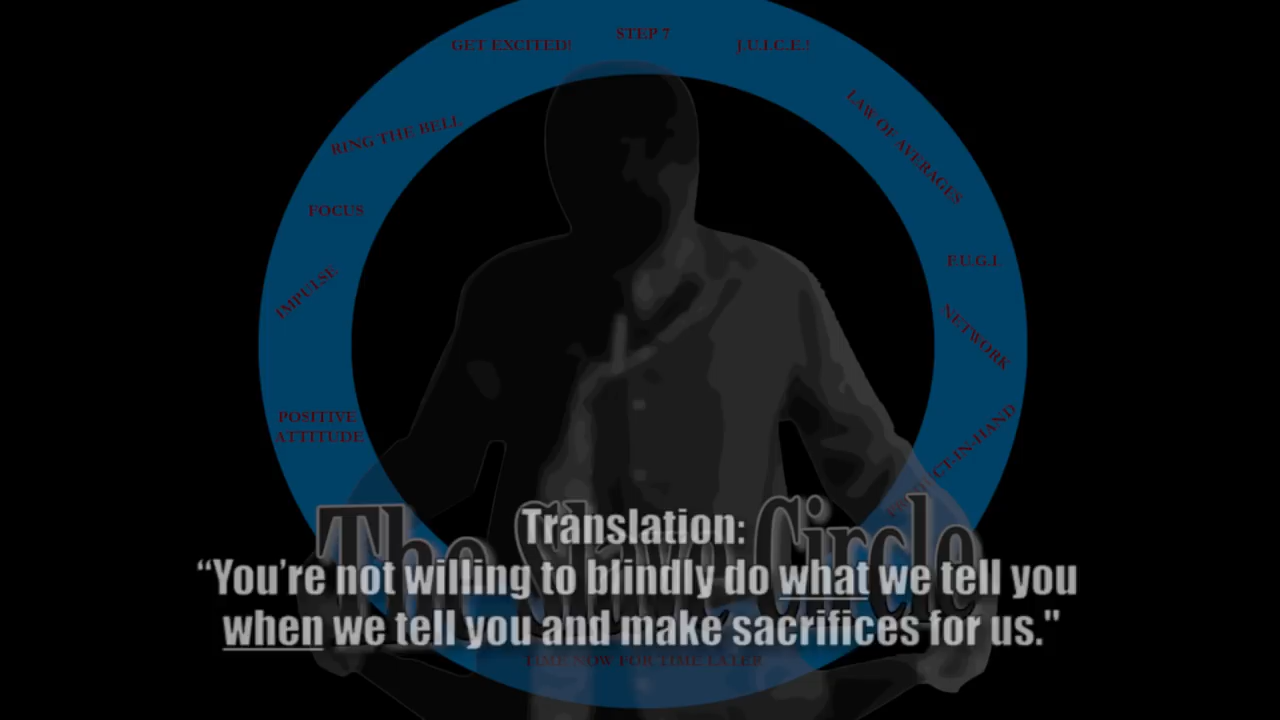 STEP 7
GET EXCITED!
J.U.I.C.E.!
RING THE BELL
LAW OF AVERAGES
FOCUS
F.U.G.I.
IMPULSE
NETWORK
POSITIVE
ATTITUDE
The Slave Circle
Translation:
“You’re not willing to blindly do what we tell you
when we tell you and make sacrifices for us."
TIME NOW FOR TIME LATER